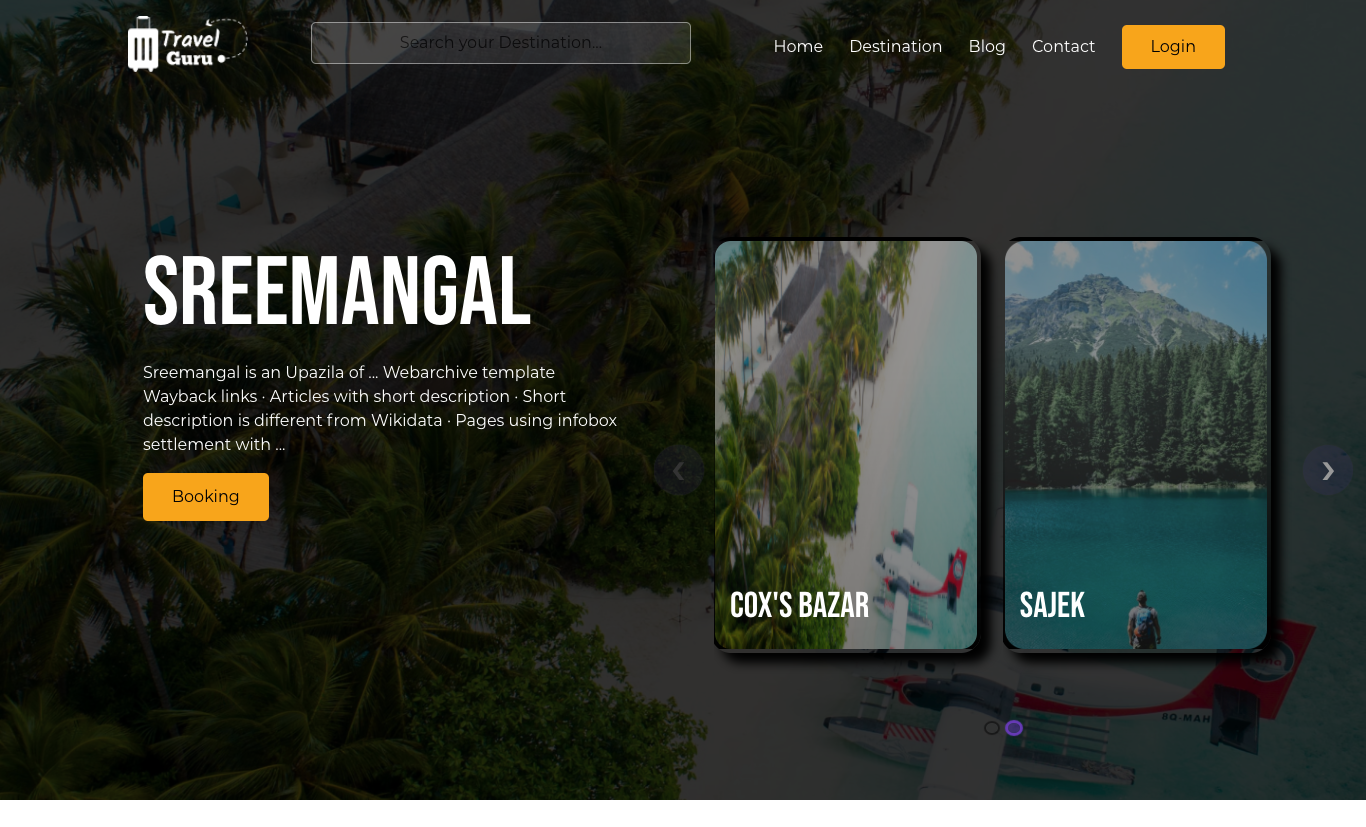 Travel
Guru
Search your Destination...
Home
Destination
Blog
Contact
Login
SREEMANGAL
Sreemangal is an Upazila of ... Webarchive template
Wayback links · Articles with short description · Short
description is different from Wikidata · Pages using infobox
settlement with ...
Booking
❮
❯
COX'S BAZAR
SAJEK
8Q-MAH